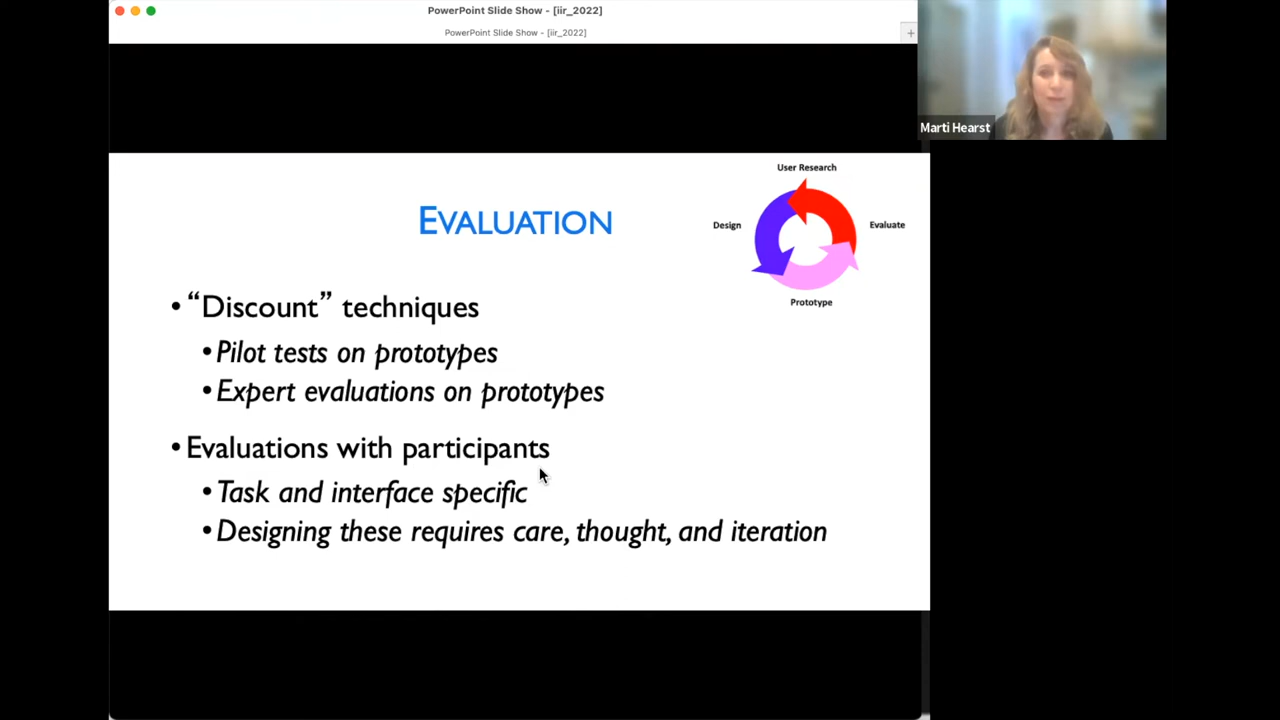 PowerPoint Slide Show - [iir_2022]
PowerPoint Slide Show - [iir_2022]
+
Marti Hearst
EVALUATION
User Research
Design
Evaluate
Prototype
• “Discount” techniques
• Pilot tests on prototypes
• Expert evaluations on prototypes
• Evaluations with participants
• Task and interface specific
• Designing these requires care, thought, and iteration